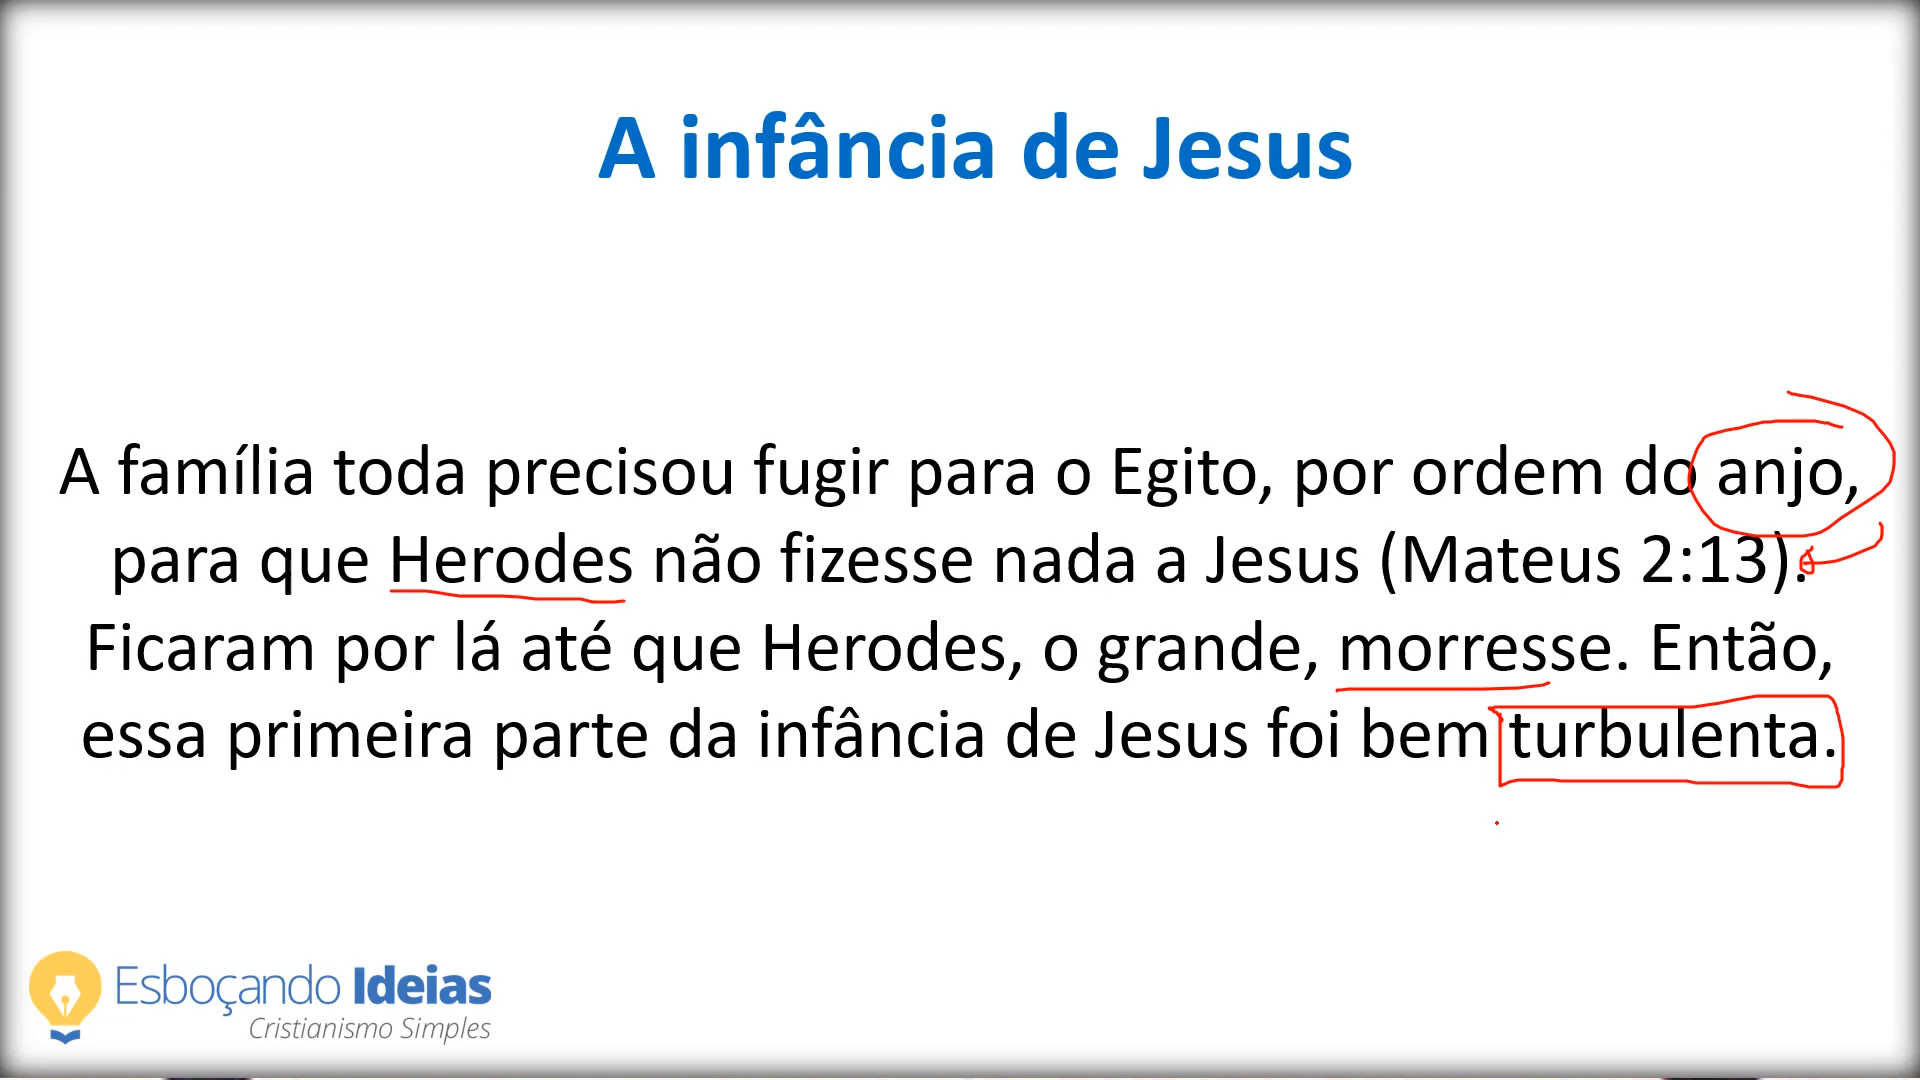 A infância de Jesus
A família toda precisou fugir para o Egito, por ordem do anjo,
para que Herodes não fizesse nada a Jesus (Mateus 2:13).
Ficaram por lá até que Herodes, o grande, morresse. Então,
essa primeira parte da infância de Jesus foi bem turbulenta.
Esboçando Ideias
Cristianismo Simples